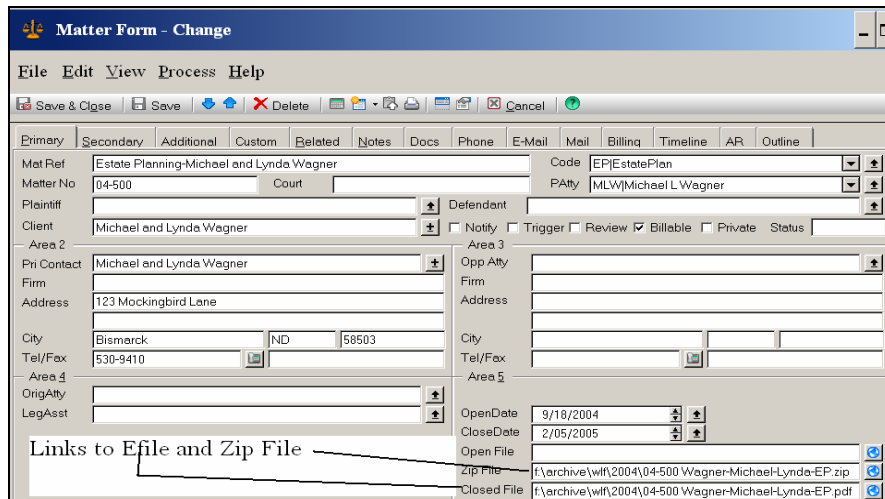 Matter Form - Change
File Edit View Process Help
Save & Close Save Delete Cancel
Primary Secondary Additional Custom Related Notes Docs Phone E-Mail Mail Billing Timeline AR Outline
Mat Ref Estate Planning-Michael and Lynda Wagner Code EP|EstatePlan
Matter No 04-500 Court PAtty MLW|Michael L Wagner
Plaintiff Defendant
Client Michael and Lynda Wagner Notify Trigger Review Billable Private Status
Area 2 Area 3
Pri Contact Michael and Lynda Wagner Opp Atty
Firm Firm
Address 123 Mockingbird Lane Address
City Bismarck ND 58503 City
Tel/Fax 530-9410 Tel/Fax
Area 4 Area 5
OrigAtty
LegAsst OpenDate 9/18/2004
CloseDate 2/05/2005
Links to Efile and Zip File Open File
Zip File f:\archive\wlf\2004\04-500 Wagner-Michael-Lynda-EP.zip
Closed File f:\archive\wlf\2004\04-500 Wagner-Michael-Lynda-EP.pdf